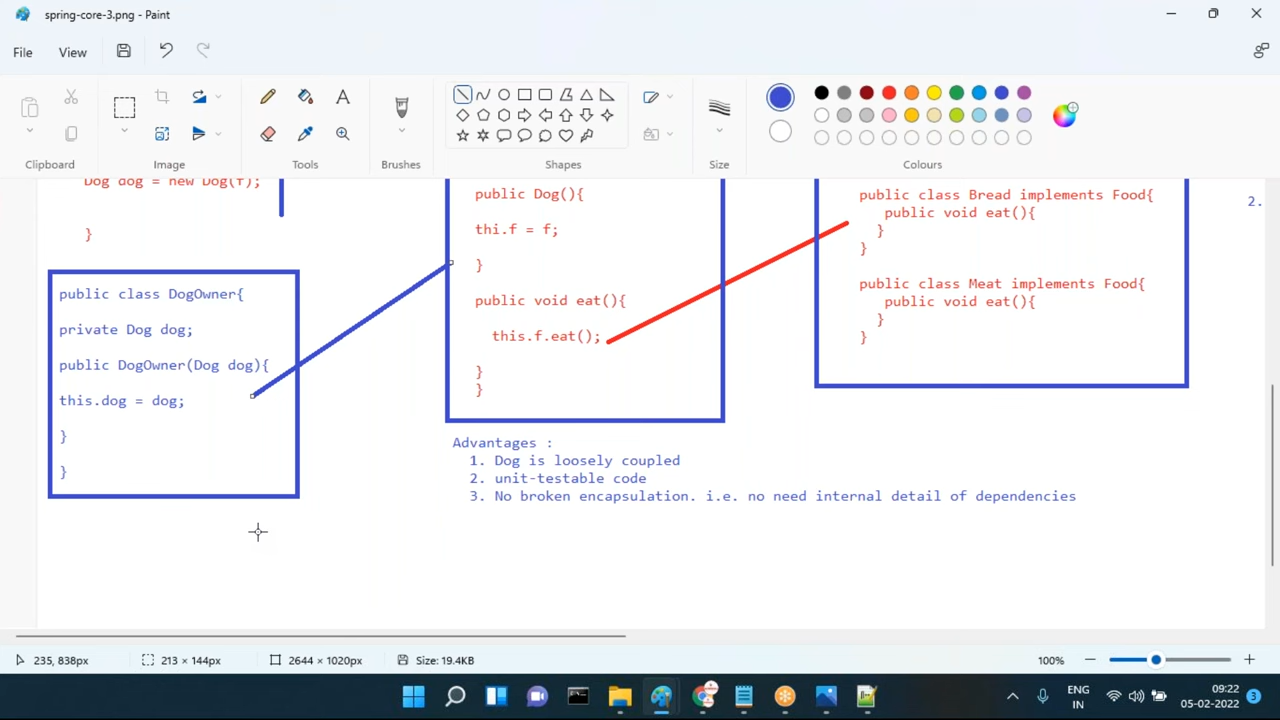 spring-core-3.png - Paint
File
View
Clipboard
Image
Tools
Brushes
Shapes
Size
Colours
Dog dog = new Dog(f);
}
public class DogOwner{
private Dog dog;
public DogOwner(Dog dog){
this.dog = dog;
}
}
public Dog(){
thi.f = f;
}
public void eat(){
this.f.eat();
}
}
public class Bread implements Food{
public void eat(){
}
}
public class Meat implements Food{
public void eat(){
}
}
2.
Advantages :
1. Dog is loosely coupled
2. unit-testable code
3. No broken encapsulation. i.e. no need internal detail of dependencies
235, 838px
213 × 144px
2644 × 1020px
Size: 19.4KB
100%
ENG
IN
09:22
05-02-2022
3